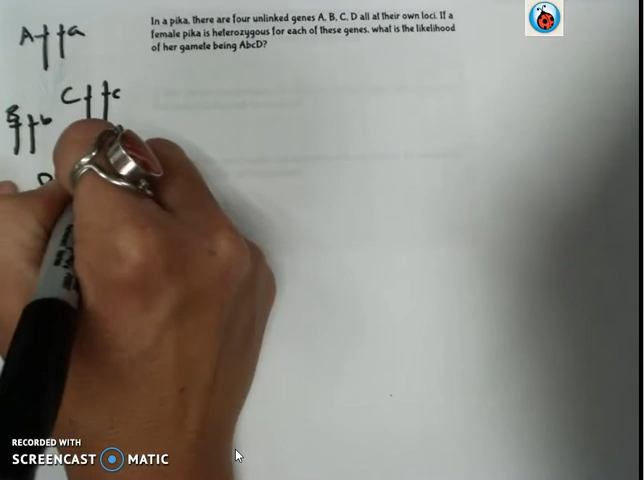 In a pika, there are four unlinked genes A, B, C, D all at their own loci. If a
female pika is heterozygous for each of these genes, what is the likelihood
of her gamete being AbcD?
A a
C c
B b
D
RECORDED WITH
SCREENCAST MATIC